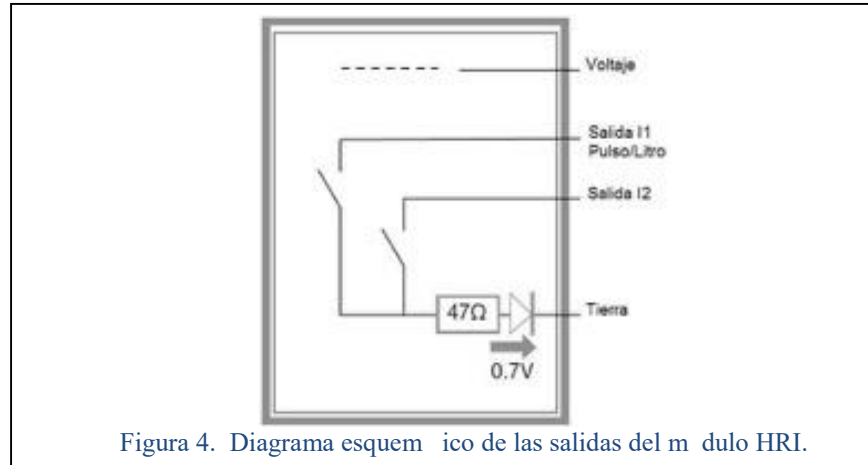 Voltaje
Salida I1
Pulso/Litro
Salida I2
47Ω
Tierra
0.7V
Figura 4. Diagrama esquem ico de las salidas del m dulo HRI.